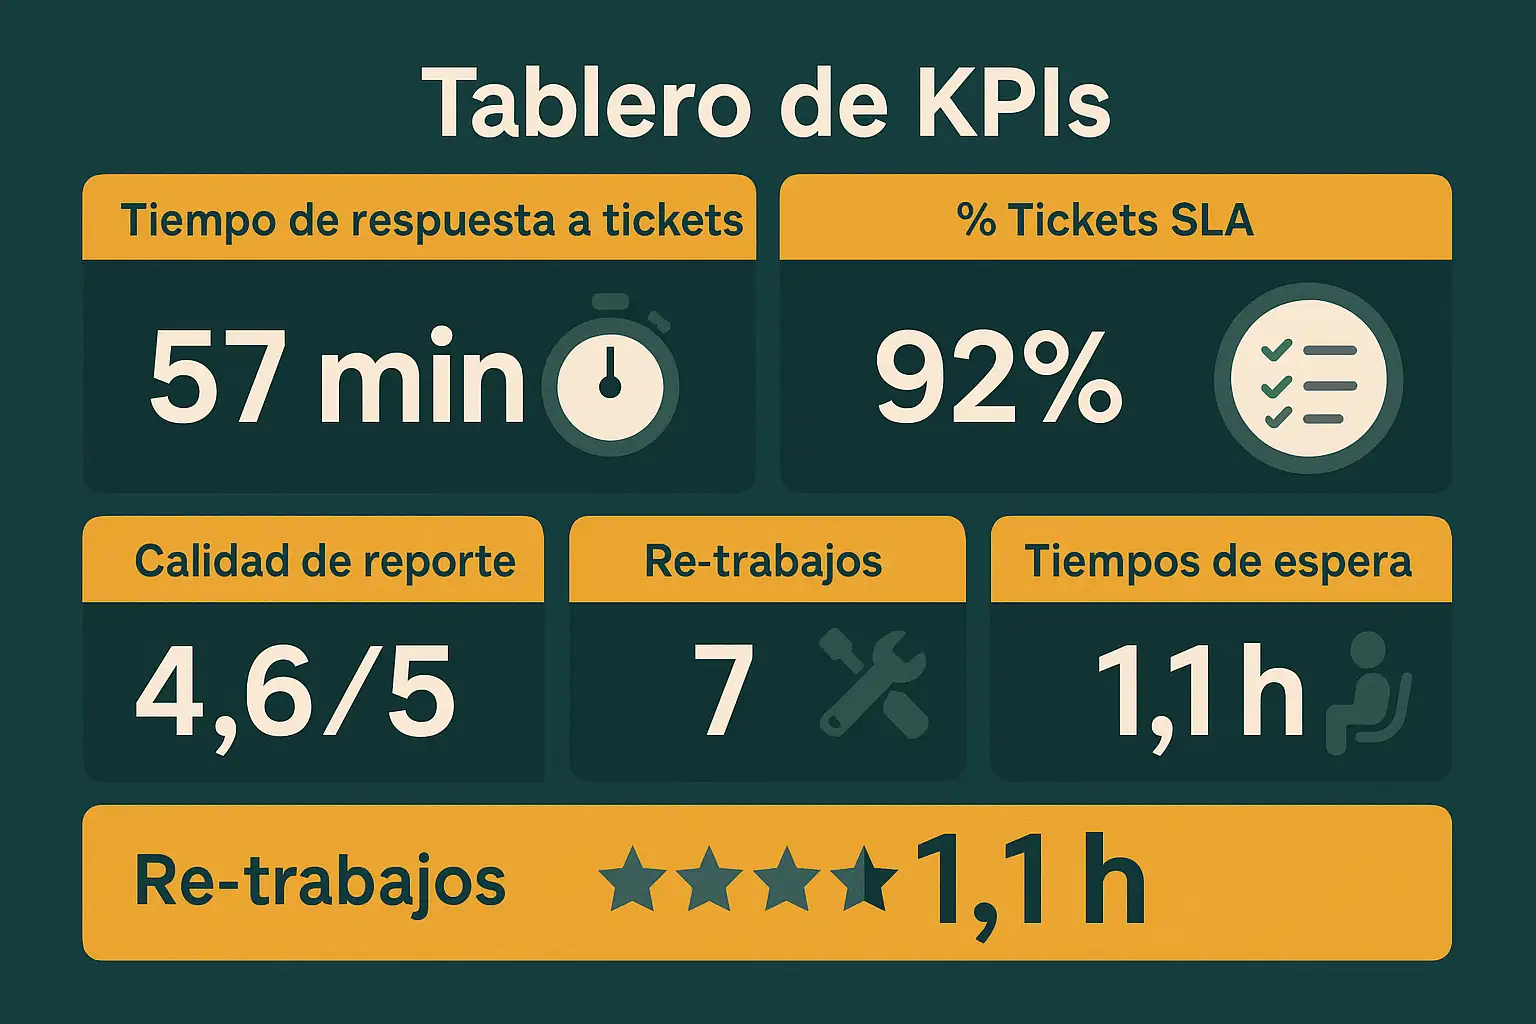 Tablero de KPIs
Tiempo de respuesta a tickets
57 min
% Tickets SLA
92%
Calidad de reporte
4,6/5
Re-trabajos
7
Tiempos de espera
1,1 h
Re-trabajos 1,1 h